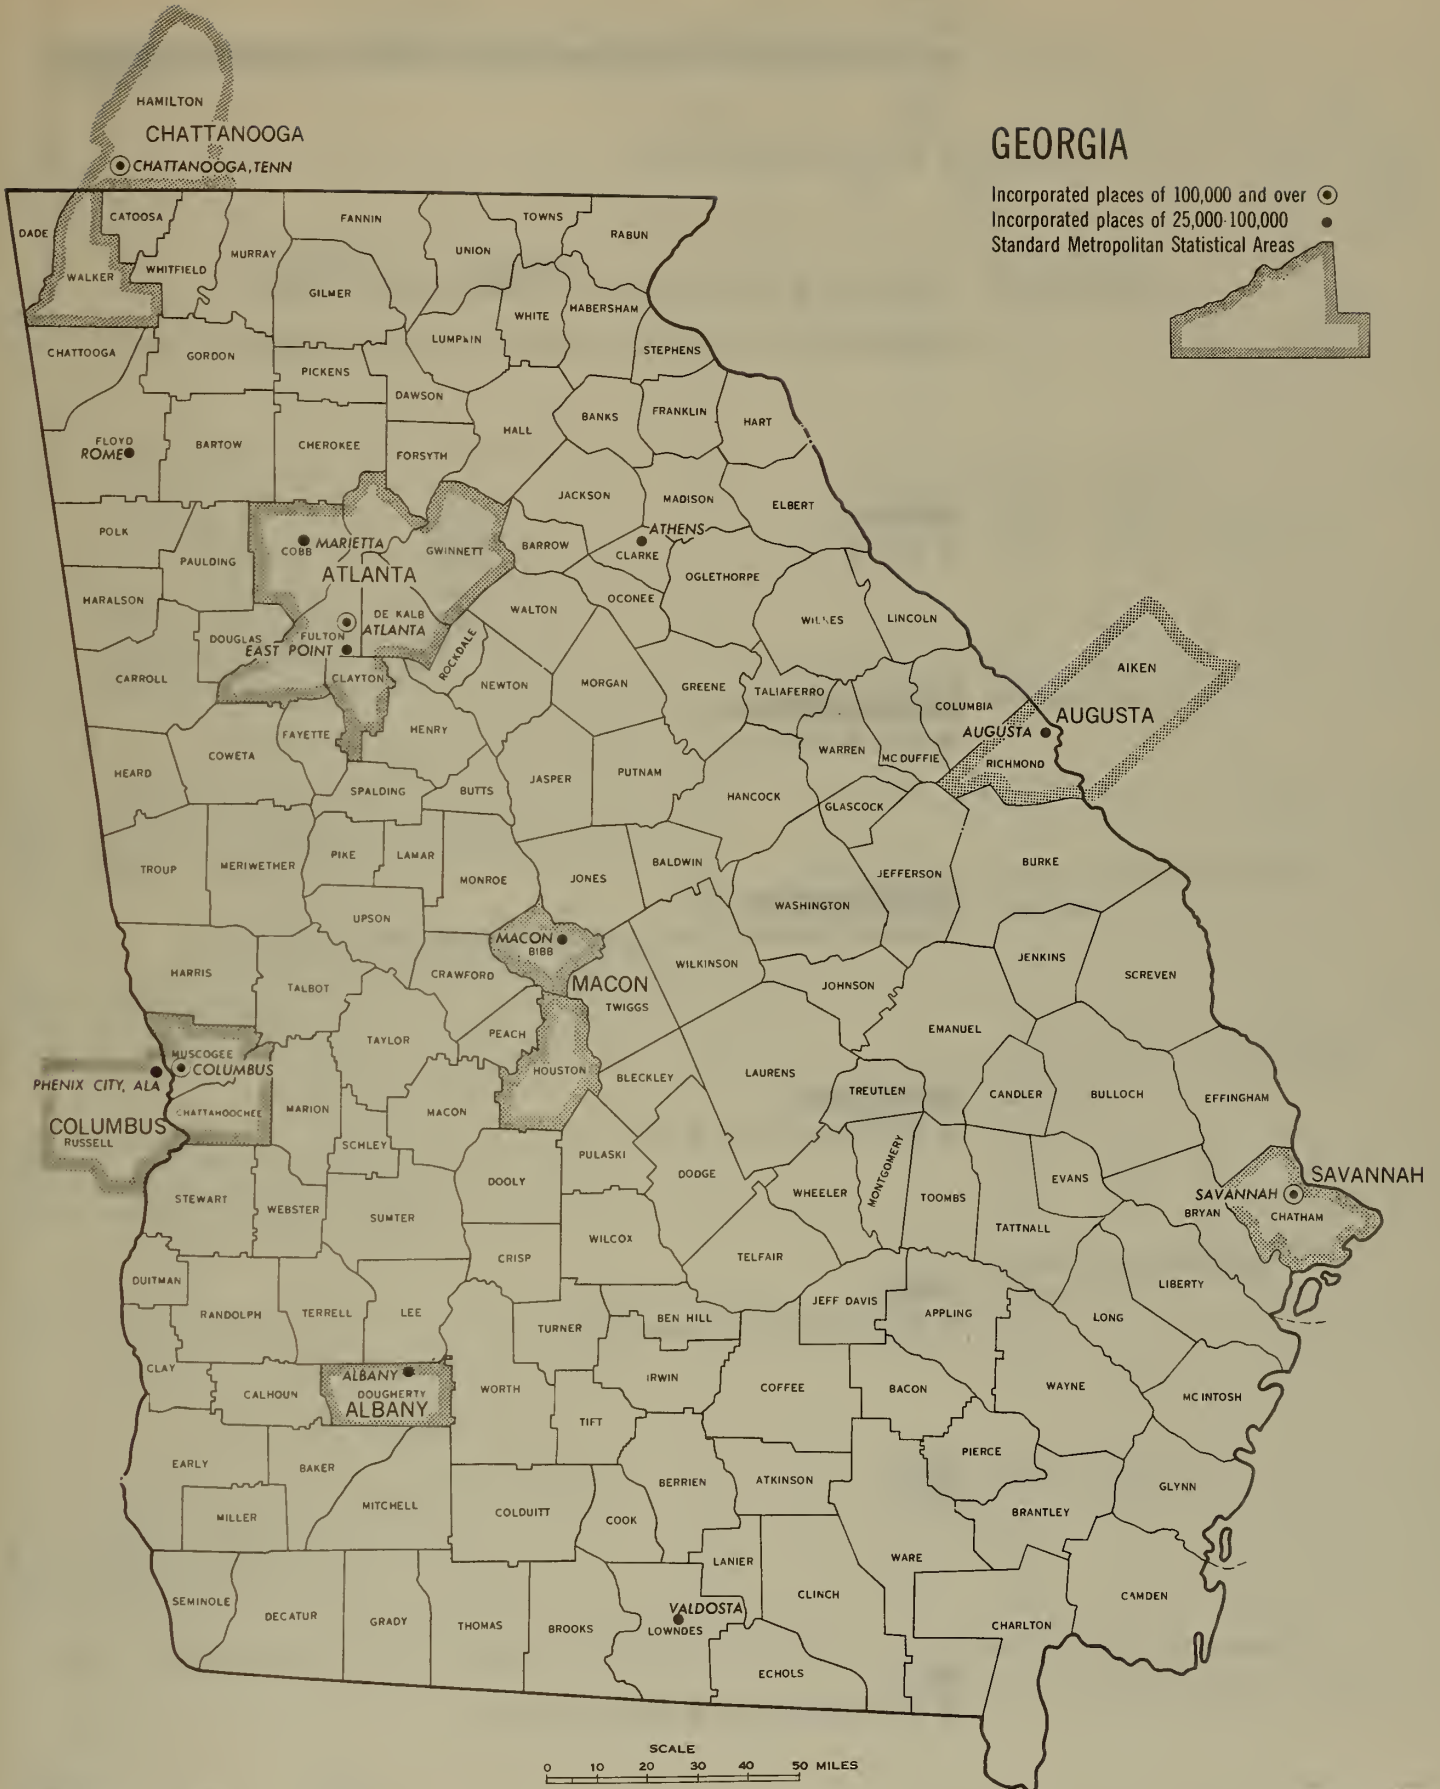 HAMILTON
CHATTANOOGA
CHATTANOOGA, TENN
GEORGIA
Incorporated places of 100,000 and over
Incorporated places of 25,000-100,000
Standard Metropolitan Statistical Areas
DADE
CATOOSA
WALKER
WHITFIELD
MURRAY
FANNIN
GILMER
UNION
TOWNS
RABUN
WHITE
HABERSHAM
LUMPKIN
STEPHENS
CHATTOOGA
GORDON
PICKENS
DAWSON
HALL
BANKS
FRANKLIN
HART
FLOYD
ROME
BARTOW
CHEROKEE
FORSYTH
JACKSON
MADISON
ELBERT
POLK
PAULDING
COBB
MARIETTA
GWINNETT
BARROW
ATHENS
CLARKE
OGLETHORPE
ATLANTA
HARALSON
DOUGLAS
FULTON
DE KALB
ATLANTA
EAST POINT
WALTON
OCONEE
WILKES
LINCOLN
CARROLL
CLAYTON
ROCKDALE
NEWTON
MORGAN
GREENE
TALIAFERRO
COLUMBIA
AIKEN
AUGUSTA
AUGUSTA
RICHMOND
HEARD
COWETA
FAYETTE
HENRY
SPALDING
BUTTS
JASPER
PUTNAM
HANCOCK
WARREN
MC DUFFIE
GLASCOCK
TROUP
MERIWETHER
PIKE
LAMAR
MONROE
JONES
BALDWIN
WASHINGTON
JEFFERSON
BURKE
UPSON
MACON
BIBB
MACON
TWIGGS
WILKINSON
JOHNSON
JENKINS
SCREVEN
HARRIS
TALBOT
CRAWFORD
PEACH
TAYLOR
HOUSTON
BLECKLEY
LAURENS
EMANUEL
TREUTLEN
CANDLER
BULLOCH
EFFINGHAM
MUSCOGEE
COLUMBUS
PHENIX CITY, ALA
COLUMBUS
RUSSELL
CHATTAHOOCHEE
MARION
SCHLEY
MACON
PULASKI
DOOLY
DODGE
WHEELER
MONTGOMERY
TOOMBS
EVANS
TATTNALL
SAVANNAH
SAVANNAH
BRYAN
CHATHAM
STEWART
WEBSTER
SUMTER
CRISP
WILCOX
TELFAIR
LIBERTY
DUITMAN
RANDOLPH
TERRELL
LEE
TURNER
BEN HILL
JEFF DAVIS
APPLING
LONG
CLAY
CALHOUN
ALBANY
DOUGHERTY
ALBANY
WORTH
TIFT
IRWIN
COFFEE
BACON
WAYNE
MC INTOSH
EARLY
BAKER
MILLER
MITCHELL
COLDUITT
COOK
BERRIEN
ATKINSON
PIERCE
BRANTLEY
GLYNN
SEMINOLE
DECATUR
GRADY
THOMAS
BROOKS
VALDOSTA
LOWNDES
LANIER
CLINCH
ECHOLS
WARE
CHARLTON
CAMDEN
SCALE
0 10 20 30 40 50 MILES